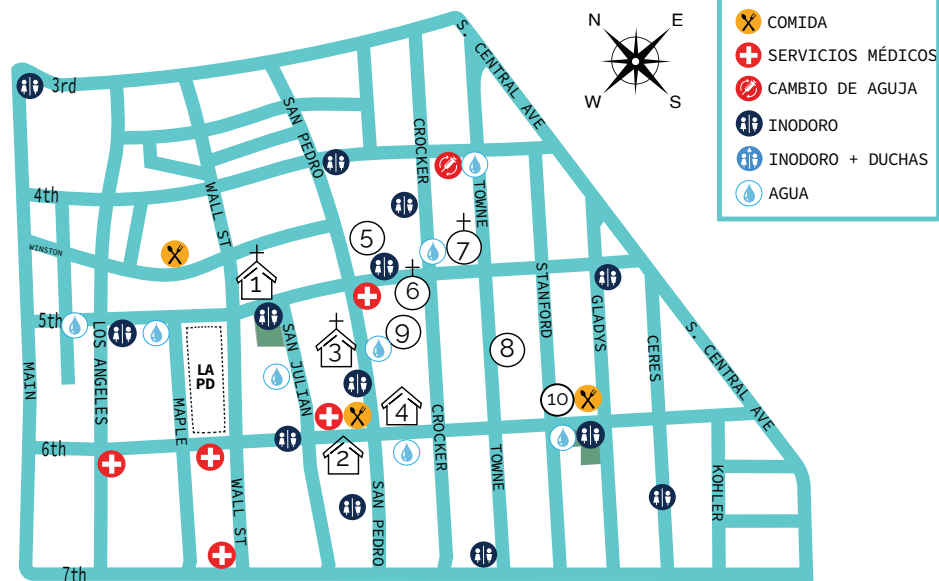 N
E
W
S
COMIDA
SERVICIOS MÉDICOS
CAMBIO DE AGUJA
INODORO
INODORO + DUCHAS
AGUA
S. CENTRAL AVE
3rd
SAN PEDRO
CROCKER
4th
WALL ST
TOWNE
WINSTON
5
7
1
6
STANFORD
GLADYS
5th
LOS ANGELES
SAN JULIAN
3
9
8
CERES
S. CENTRAL AVE
MAIN
MAPLE
LA
PD
4
10
CROCKER
6th
2
WALL ST
SAN PEDRO
TOWNE
KOHLER
7th